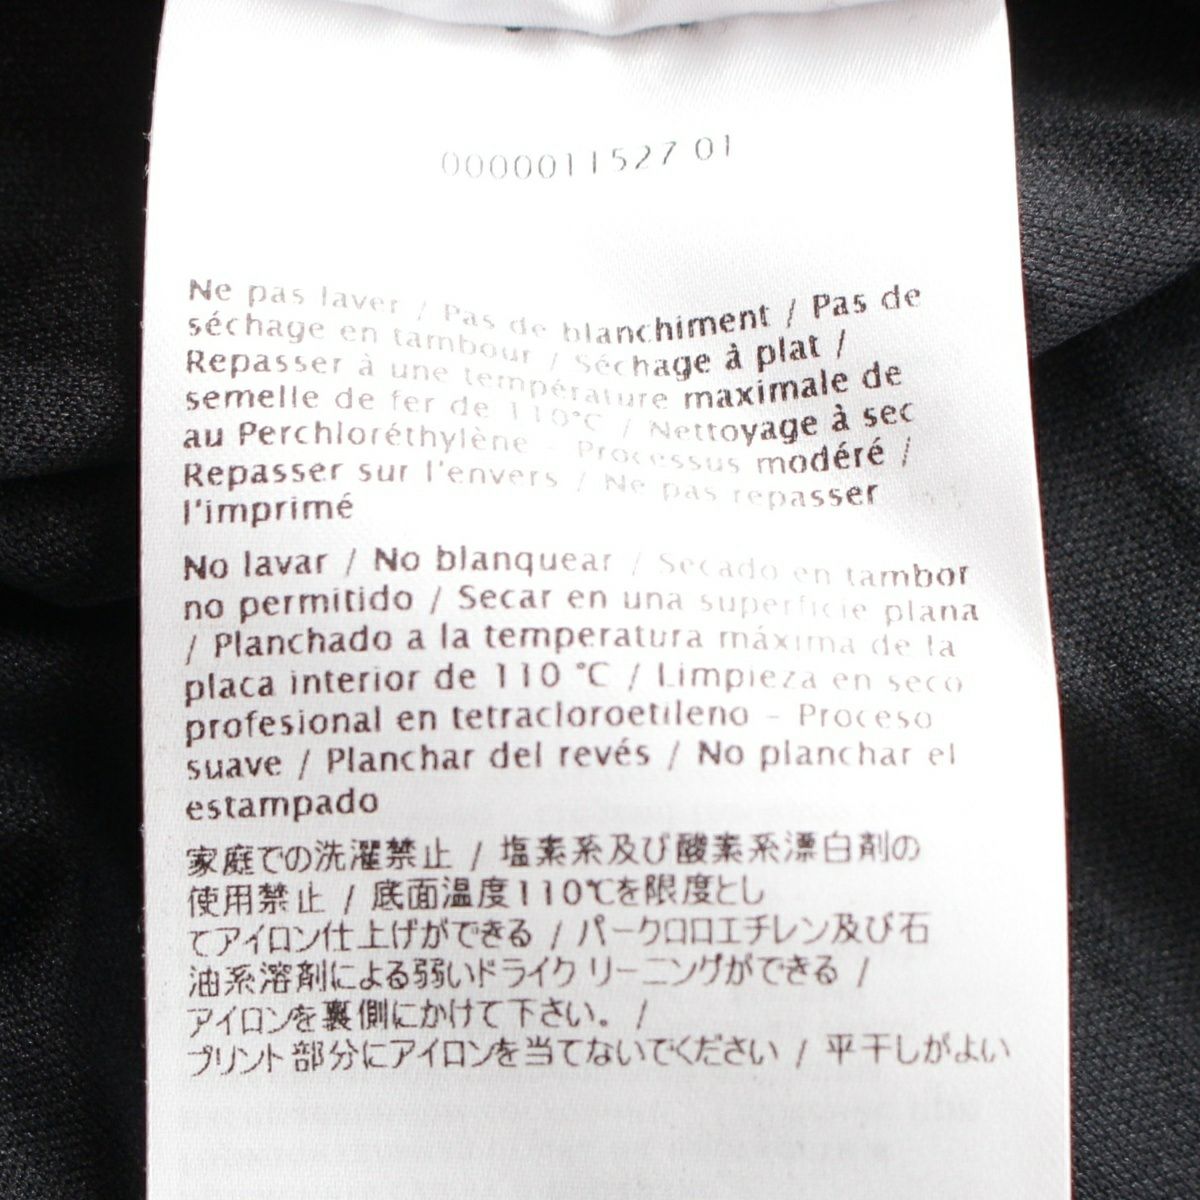 0000011527 01
Ne pas laver / Pas de blanchiment / Pas de
séchage en tambour / Séchage à plat /
Repasser à une température maximale de
semelle de fer de 110°C / Nettoyage à sec
au Perchloréthylène - Processus modéré /
Repasser sur l'envers / Ne pas repasser
l'imprimé
No lavar / No blanquear / Secado en tambor
no permitido / Secar en una superficie plana
/ Planchado a la temperatura máxima de la
placa interior de 110 °C / Limpieza en seco
profesional en tetracloroetileno - Proceso
suave / Planchar del revés / No planchar el
estampado
家庭での洗濯禁止 / 塩素系及び酸素系漂白剤の
使用禁止 / 底面温度110℃を限度とし
てアイロン仕上げができる / パークロロエチレン及び石
油系溶剤による弱いドライクリーニングができる /
アイロンを裏側にかけて下さい。 /
プリント部分にアイロンを当てないでください / 平干しがよい